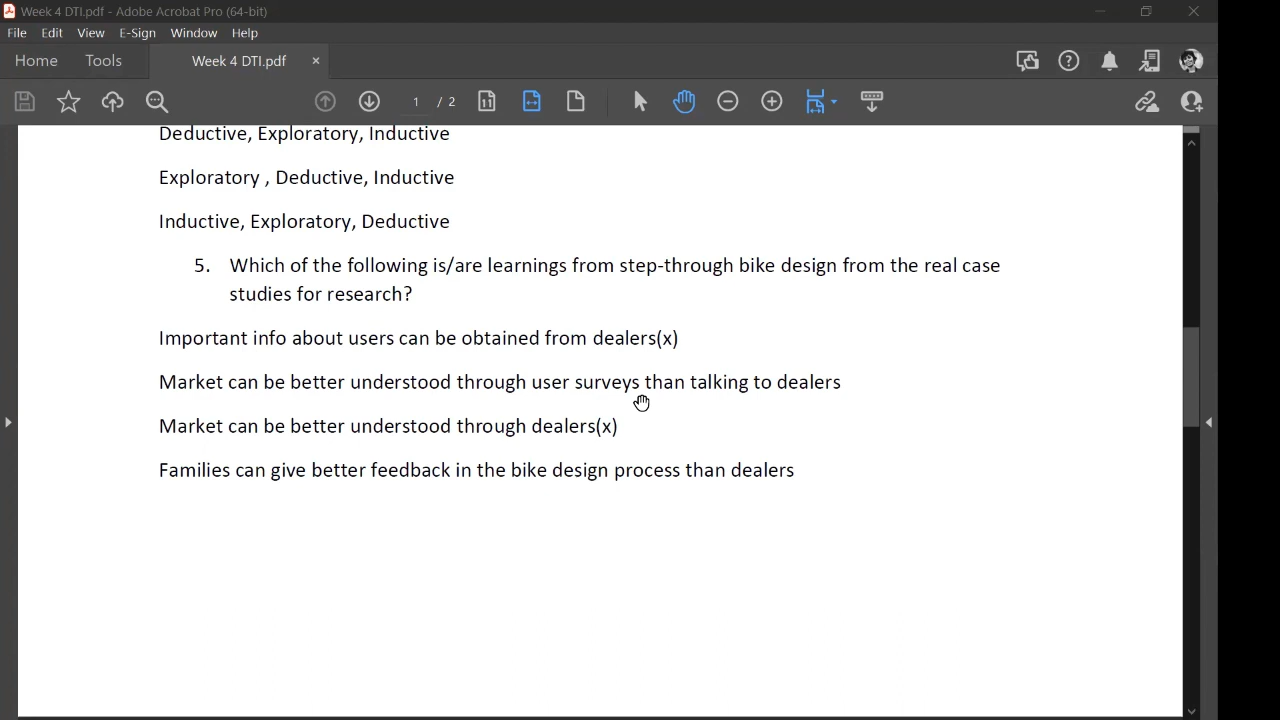 Week 4 DTI.pdf - Adobe Acrobat Pro (64-bit)
File Edit View E-Sign Window Help
Home Tools Week 4 DTI.pdf ×
1 / 2
Deductive, Exploratory, Inductive
Exploratory , Deductive, Inductive
Inductive, Exploratory, Deductive
5. Which of the following is/are learnings from step-through bike design from the real case
studies for research?
Important info about users can be obtained from dealers(x)
Market can be better understood through user surveys than talking to dealers
Market can be better understood through dealers(x)
Families can give better feedback in the bike design process than dealers